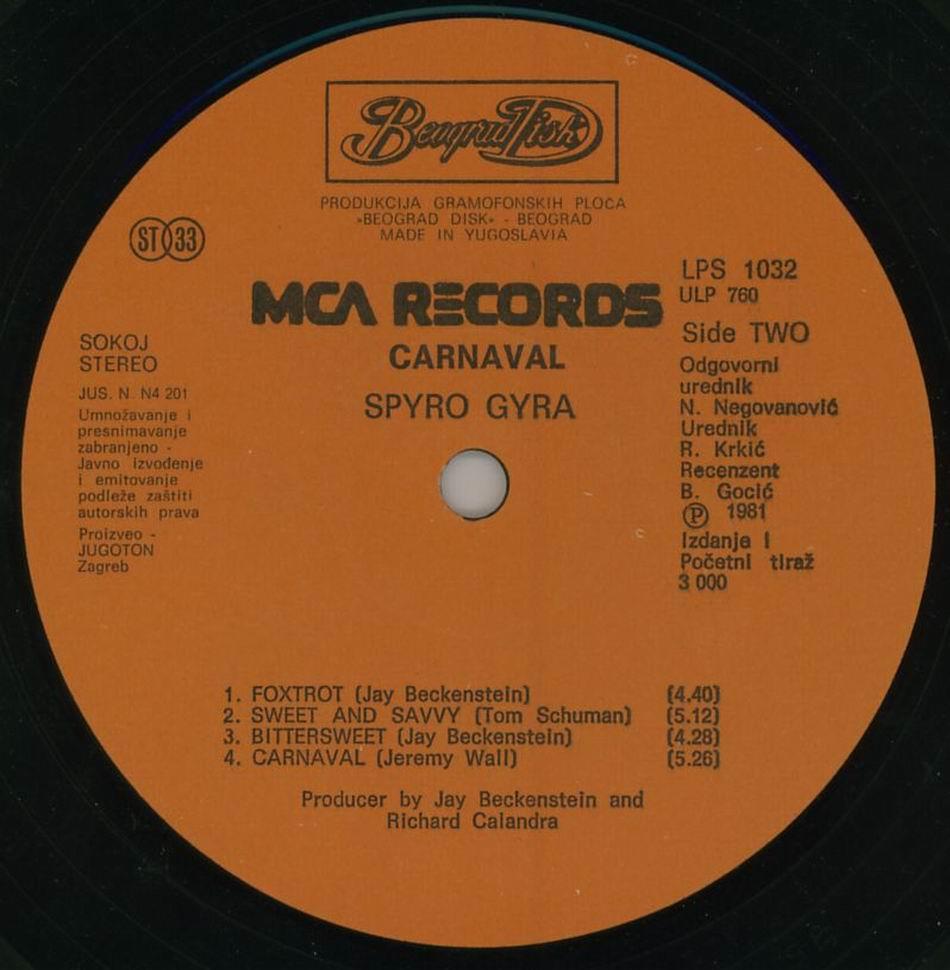 Beograd Disk
PRODUKCIJA GRAMOFONSKIH PLOČA
»BEOGRAD DISK« - BEOGRAD
MADE IN YUGOSLAVIA
ST 33
MCA RECORDS
CARNAVAL
SPYRO GYRA
LPS 1032
ULP 760
Side TWO
Odgovorni
urednik
N. Negovanović
Urednik
R. Krkić
Recenzent
B. Gocić
Ⓟ 1981
Izdanje I
Početni tiraž
3 000
SOKOJ
STEREO
JUS. N. N4 201
Umnožavanje i
presnimavanje
zabranjeno -
Javno izvođenje
i emitovanje
podleže zaštiti
autorskih prava
Proizveo -
JUGOTON
Zagreb
1. FOXTROT (Jay Beckenstein) (4.40)
2. SWEET AND SAVVY (Tom Schuman) (5.12)
3. BITTERSWEET (Jay Beckenstein) (4.28)
4. CARNAVAL (Jeremy Wall) (5.26)
Producer by Jay Beckenstein and
Richard Calandra